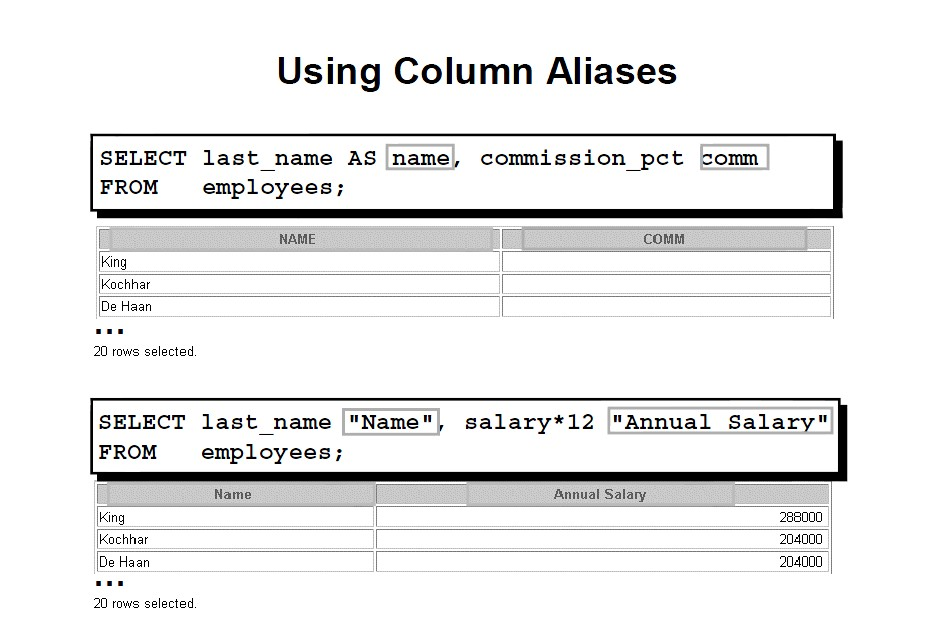 Using Column Aliases
SELECT last_name AS name, commission_pct comm
FROM employees;
NAME COMM
King
Kochhar
De Haan
...
20 rows selected.
SELECT last_name "Name", salary*12 "Annual Salary"
FROM employees;
Name Annual Salary
King 288000
Kochhar 204000
De Haan 204000
...
20 rows selected.